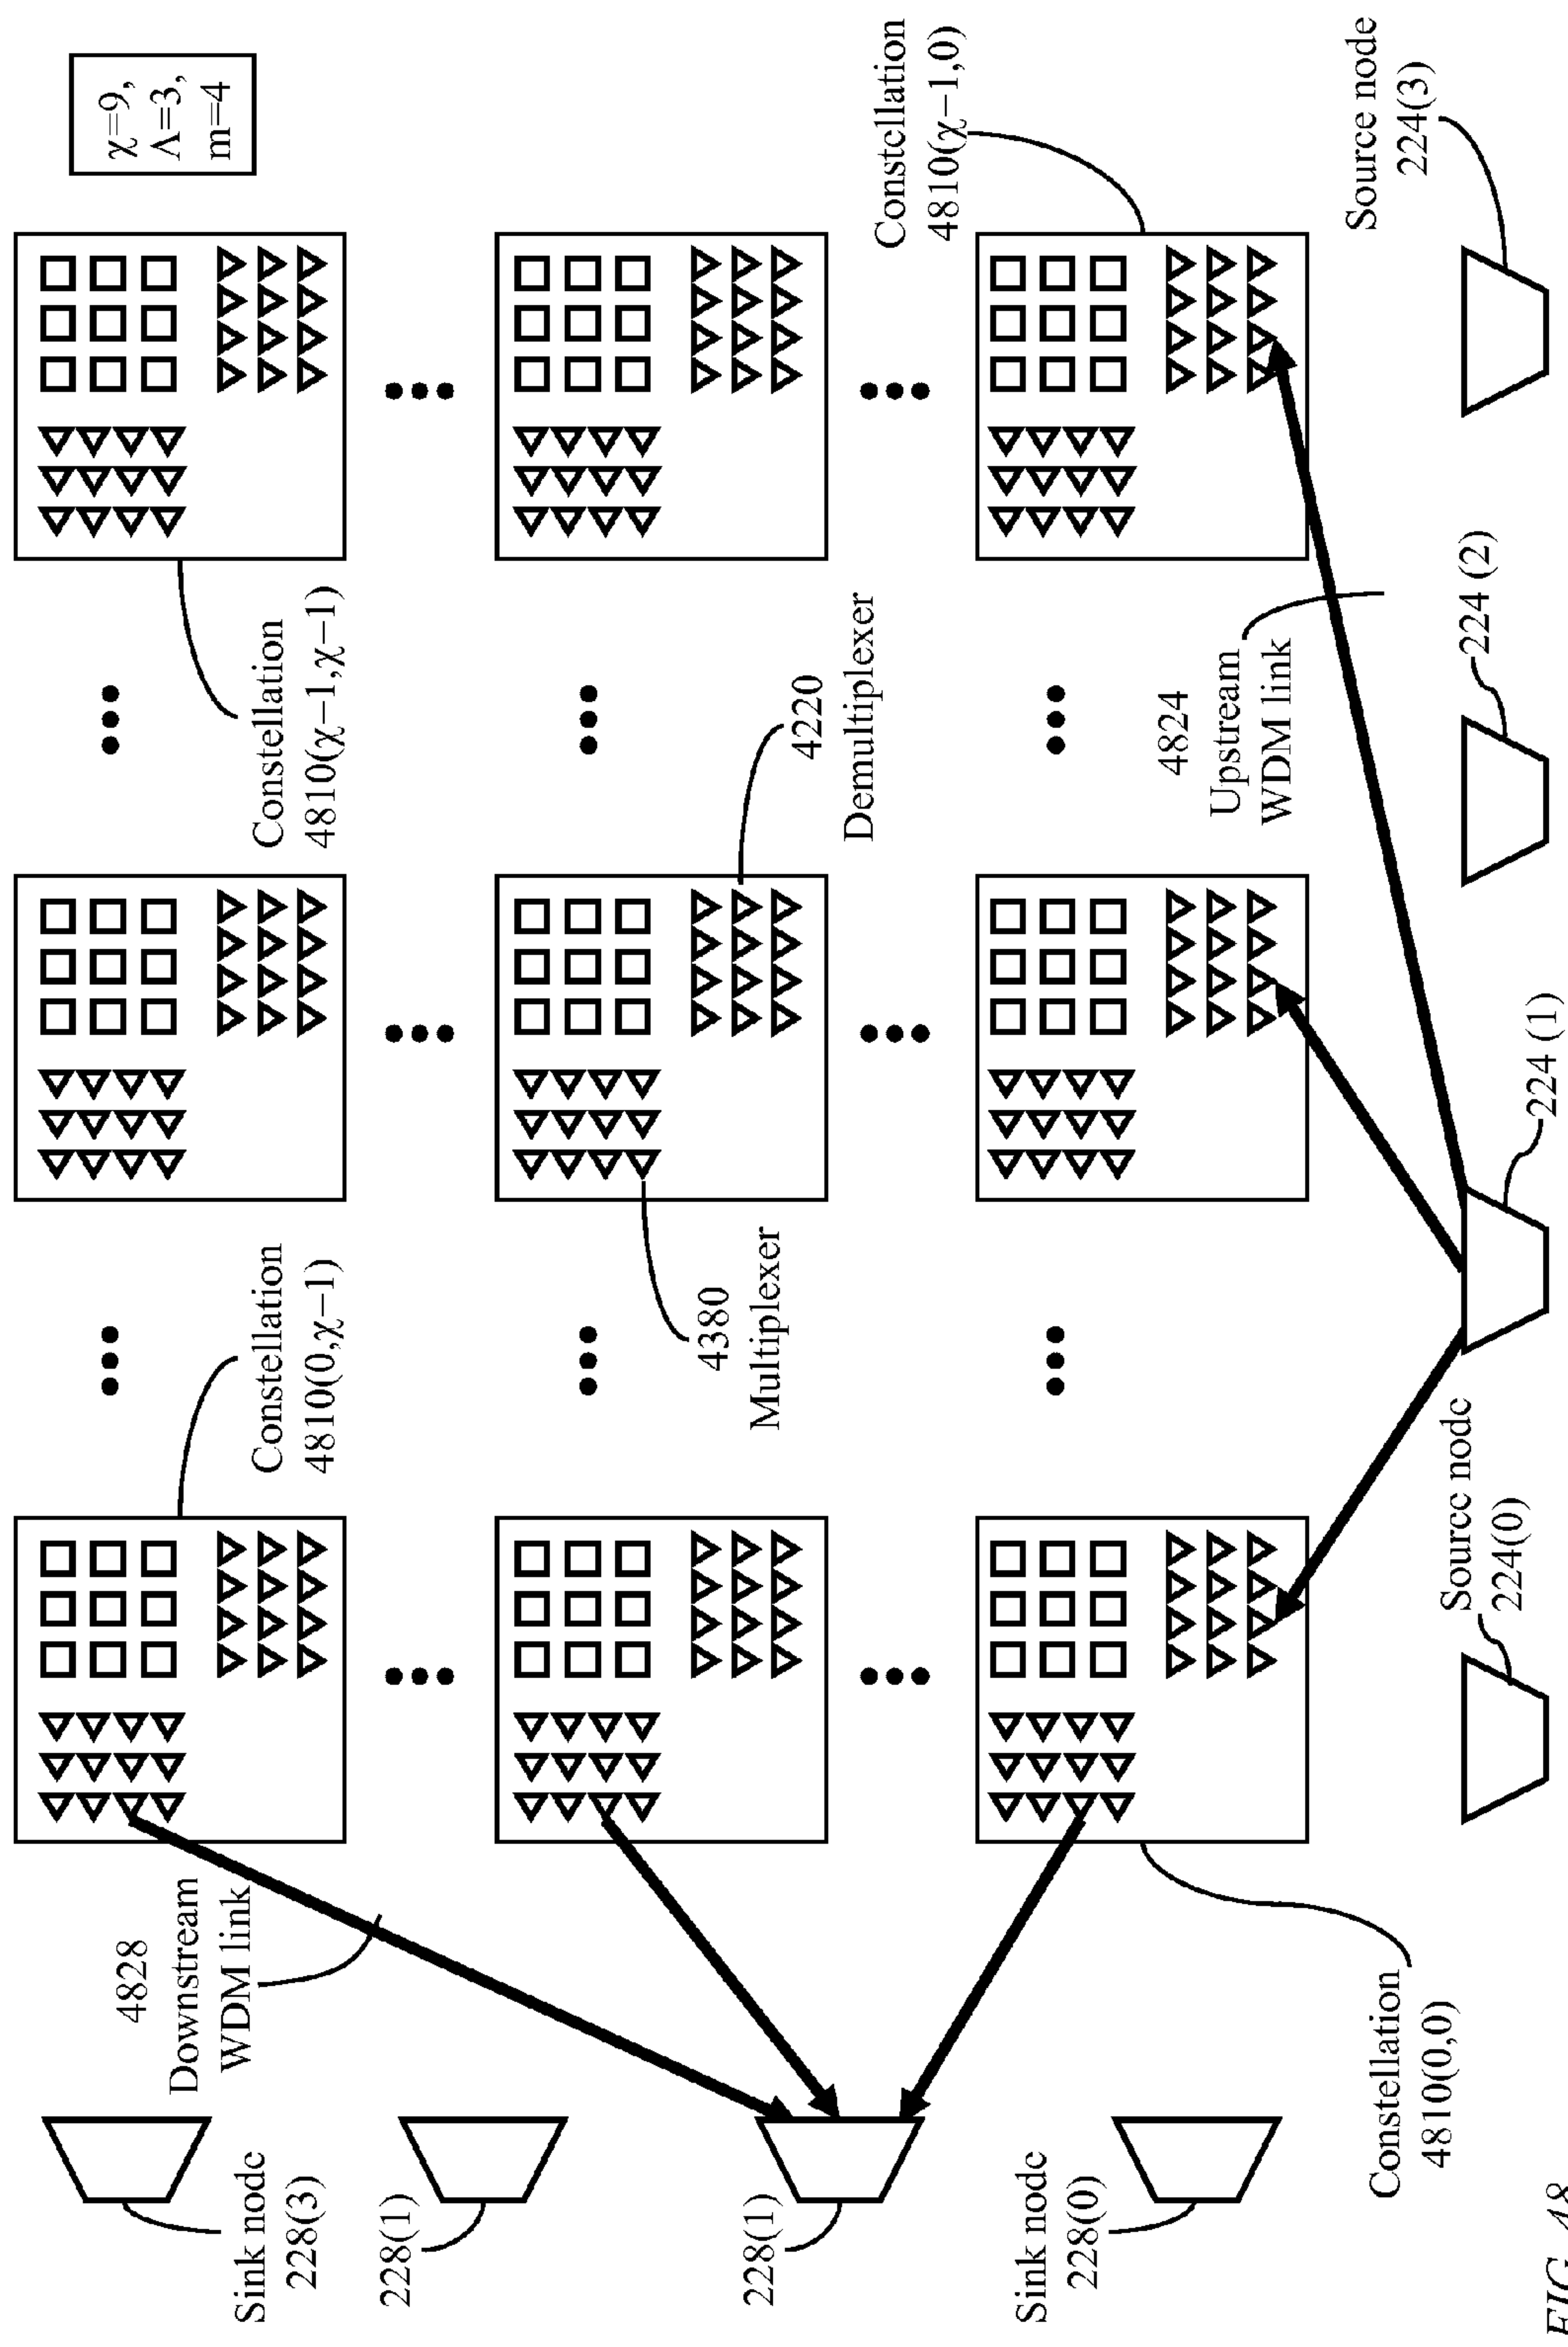 χ=9,
Λ=3,
m=4
4828
Downstream
WDM link
Sink node
228(3)
Constellation
4810(0,χ−1)
Constellation
4810(χ−1,χ−1)
228(1)
4380
Multiplexer
4220
Demultiplexer
228(1)
Constellation
4810(χ−1,0)
Sink node
228(0)
4824
Upstream
WDM link
Constellation
4810(0,0)
Source node
224(0)
224 (1)
224 (2)
Source node
224(3)
FIG. 48